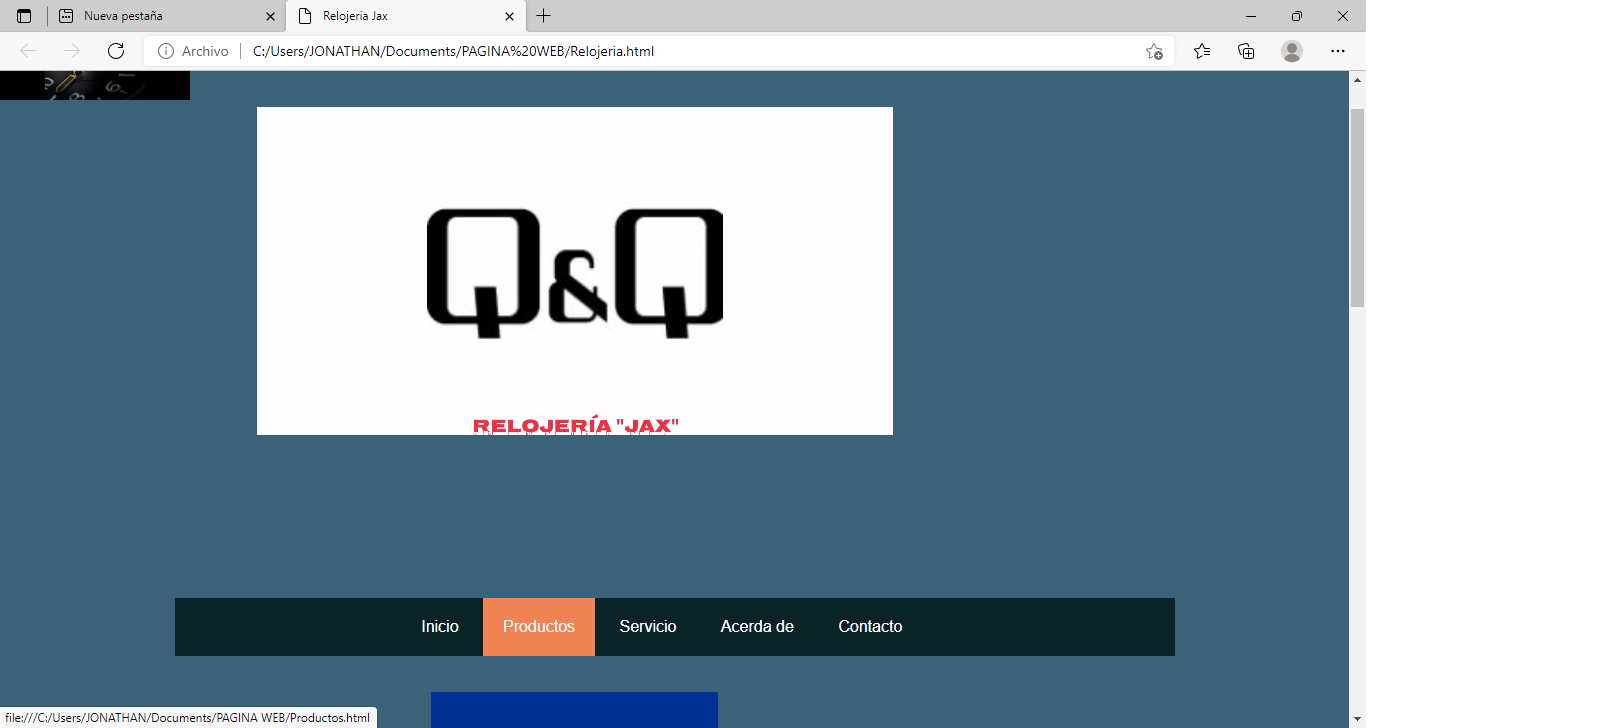 Nueva pestaña
Relojeria Jax
Archivo
C:/Users/JONATHAN/Documents/PAGINA%20WEB/Relojeria.html
Q&Q
RELOJERÍA "JAX"
Inicio
Productos
Servicio
Acerda de
Contacto
file:///C:/Users/JONATHAN/Documents/PAGINA WEB/Productos.html